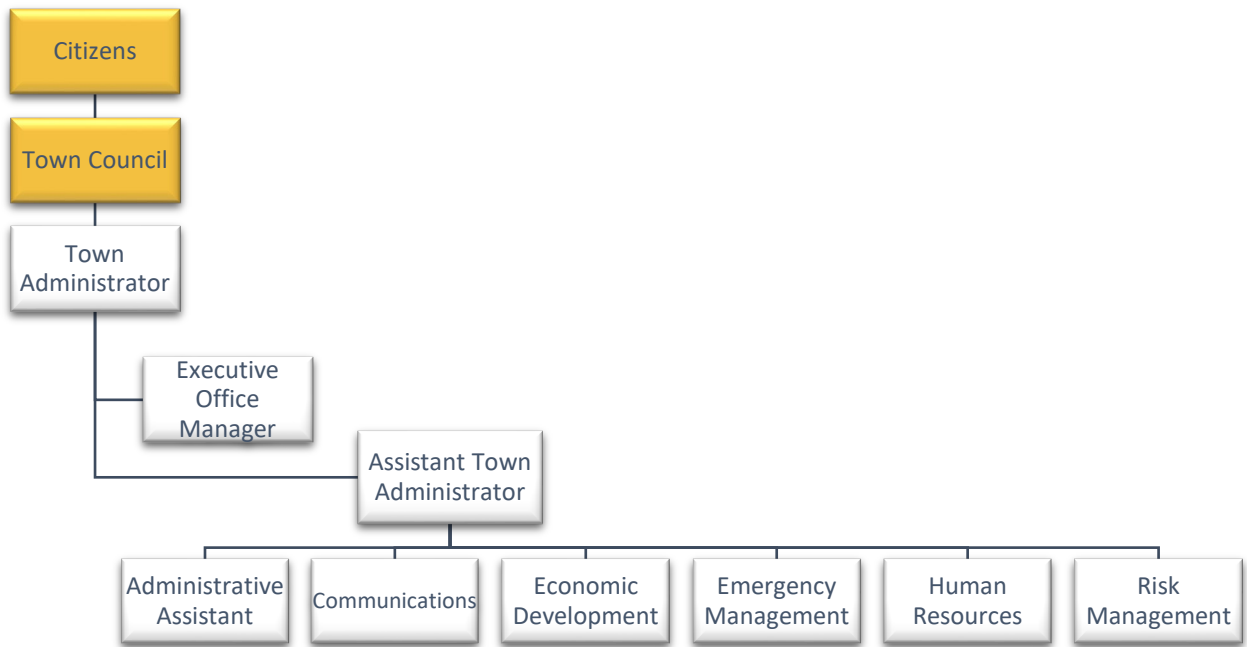 Citizens
Town Council
Town
Administrator
Executive
Office
Manager
Assistant Town
Administrator
Administrative
Assistant
Communications
Economic
Development
Emergency
Management
Human
Resources
Risk
Management